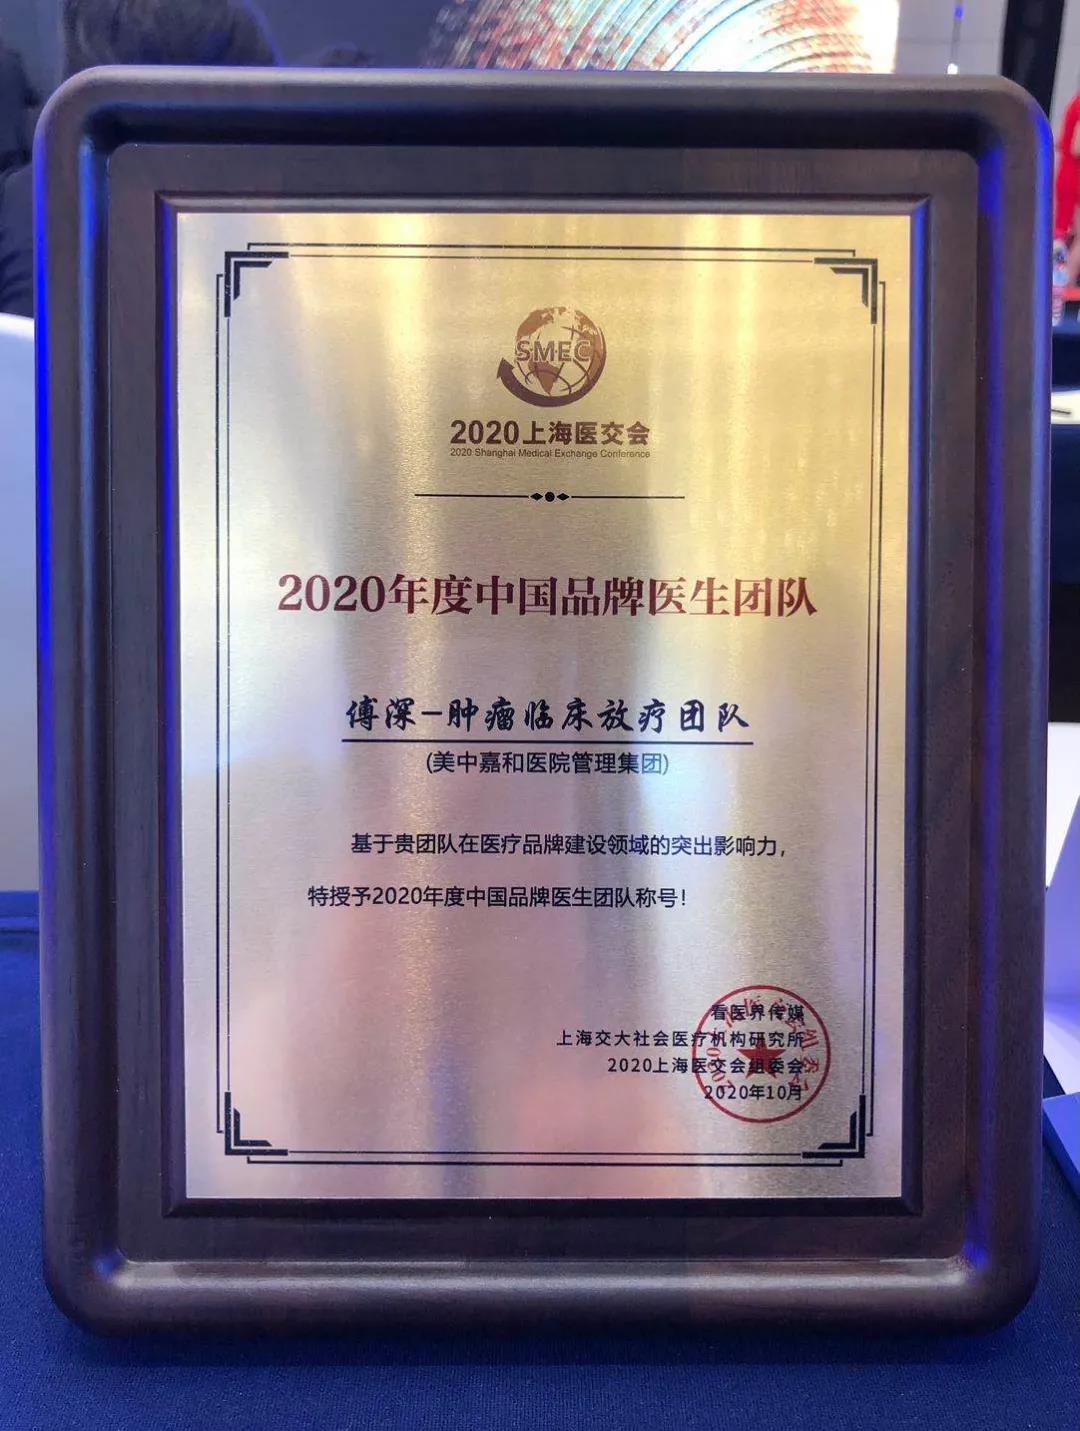 SMEC
2020上海医交会
2020 Shanghai Medical Exchange Conference
2020年度中国品牌医生团队
傅深-肿瘤临床放疗团队
(美中嘉和医院管理集团)
基于贵团队在医疗品牌建设领域的突出影响力，
特授予2020年度中国品牌医生团队称号！
看医界传媒
上海交大社会医疗机构研究所
2020上海医交会组委会
2020年10月